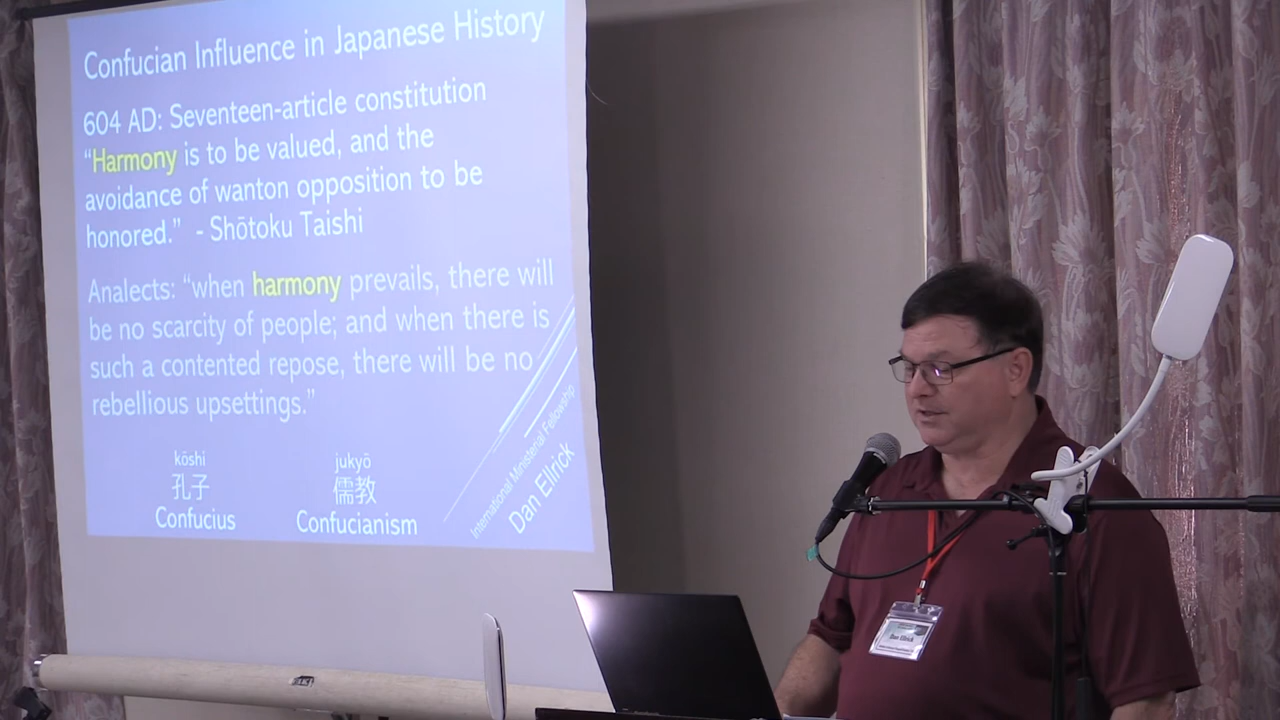 Confucian Influence in Japanese History
604 AD: Seventeen-article constitution
“Harmony is to be valued, and the
avoidance of wanton opposition to be
honored.” - Shōtoku Taishi
Analects: “when harmony prevails, there will
be no scarcity of people; and when there is
such a contented repose, there will be no
rebellious upsettings.”
kōshi
孔子
Confucius
jukyō
儒教
Confucianism
International Ministerial Fellowship
Dan Ellrick
Dan Ellrick